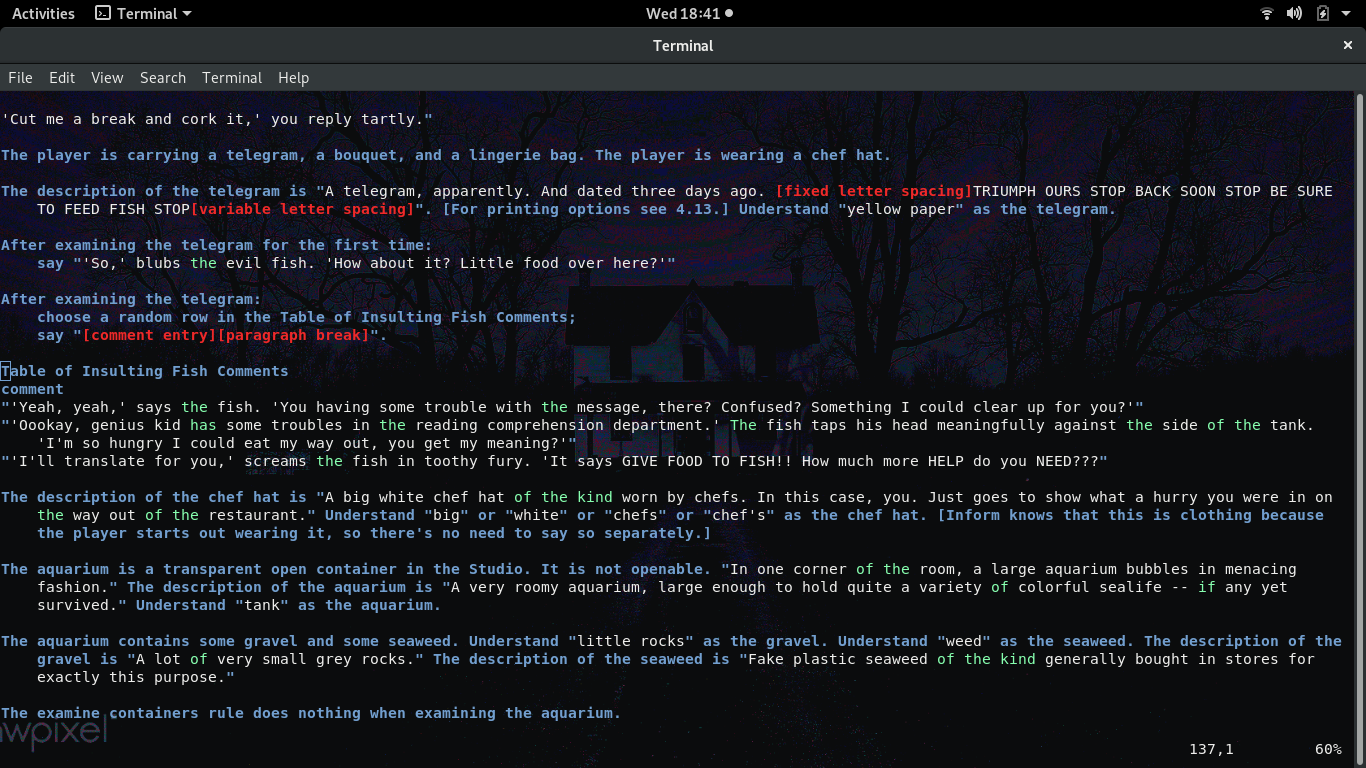 Activities Terminal Wed 18:41
Terminal
File Edit View Search Terminal Help
'Cut me a break and cork it,' you reply tartly."
The player is carrying a telegram, a bouquet, and a lingerie bag. The player is wearing a chef hat.
The description of the telegram is "A telegram, apparently. And dated three days ago. [fixed letter spacing]TRIUMPH OURS STOP BACK SOON STOP BE SURE
TO FEED FISH STOP[variable letter spacing]". [For printing options see 4.13.] Understand "yellow paper" as the telegram.
After examining the telegram for the first time:
say "'So,' blubs the evil fish. 'How about it? Little food over here?'"
After examining the telegram:
choose a random row in the Table of Insulting Fish Comments;
say "[comment entry][paragraph break]".
Table of Insulting Fish Comments
comment
"'Yeah, yeah,' says the fish. 'You having some trouble with the message, there? Confused? Something I could clear up for you?'"
"'Oookay, genius kid has some troubles in the reading comprehension department.' The fish taps his head meaningfully against the side of the tank.
'I'm so hungry I could eat my way out, you get my meaning?'"
"'I'll translate for you,' screams the fish in toothy fury. 'It says GIVE FOOD TO FISH!! How much more HELP do you NEED???"
The description of the chef hat is "A big white chef hat of the kind worn by chefs. In this case, you. Just goes to show what a hurry you were in on
the way out of the restaurant." Understand "big" or "white" or "chefs" or "chef's" as the chef hat. [Inform knows that this is clothing because
the player starts out wearing it, so there's no need to say so separately.]
The aquarium is a transparent open container in the Studio. It is not openable. "In one corner of the room, a large aquarium bubbles in menacing
fashion." The description of the aquarium is "A very roomy aquarium, large enough to hold quite a variety of colorful sealife -- if any yet
survived." Understand "tank" as the aquarium.
The aquarium contains some gravel and some seaweed. Understand "little rocks" as the gravel. Understand "weed" as the seaweed. The description of the
gravel is "A lot of very small grey rocks." The description of the seaweed is "Fake plastic seaweed of the kind generally bought in stores for
exactly this purpose."
The examine containers rule does nothing when examining the aquarium.
wpixel
137,1 60%